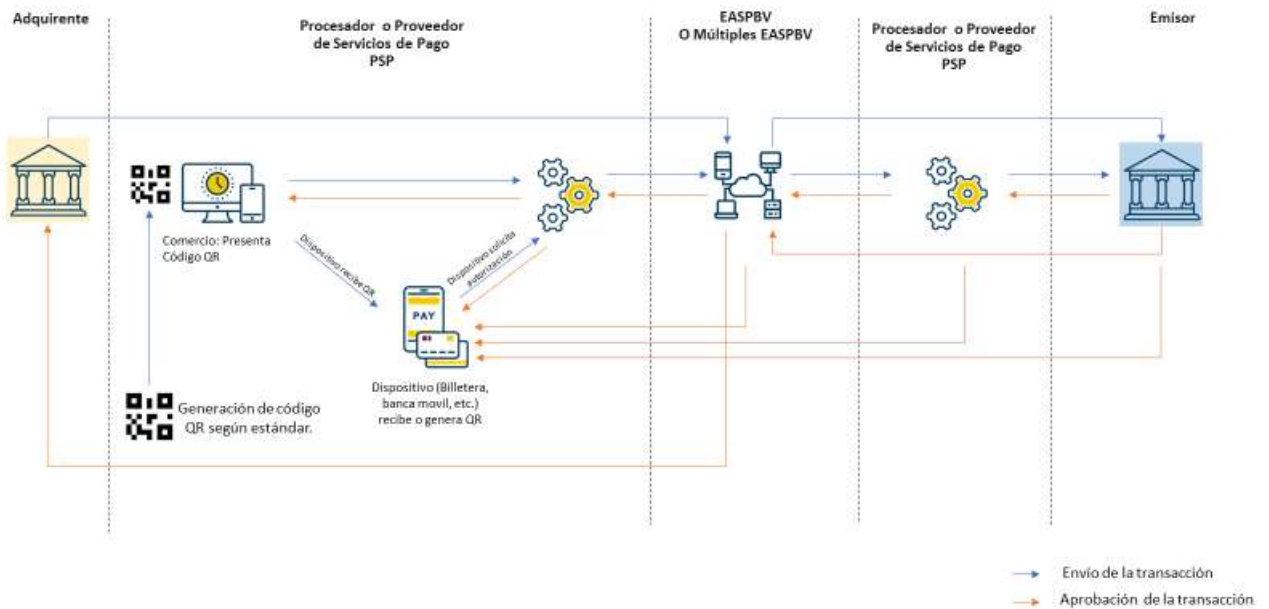 Adquirente
Procesador o Proveedor
de Servicios de Pago
PSP
EASPBV
O Múltiples EASPBV
Procesador o Proveedor
de Servicios de Pago
PSP
Emisor
Comercio: Presenta
Código QR
Dispositivo recibe QR
Dispositivo solicita
autorización
PAY
Dispositivo (Billetera,
banca movil, etc.)
recibe o genera QR
Generación de código
QR según estándar.
Envío de la transacción
Aprobación de la transacción